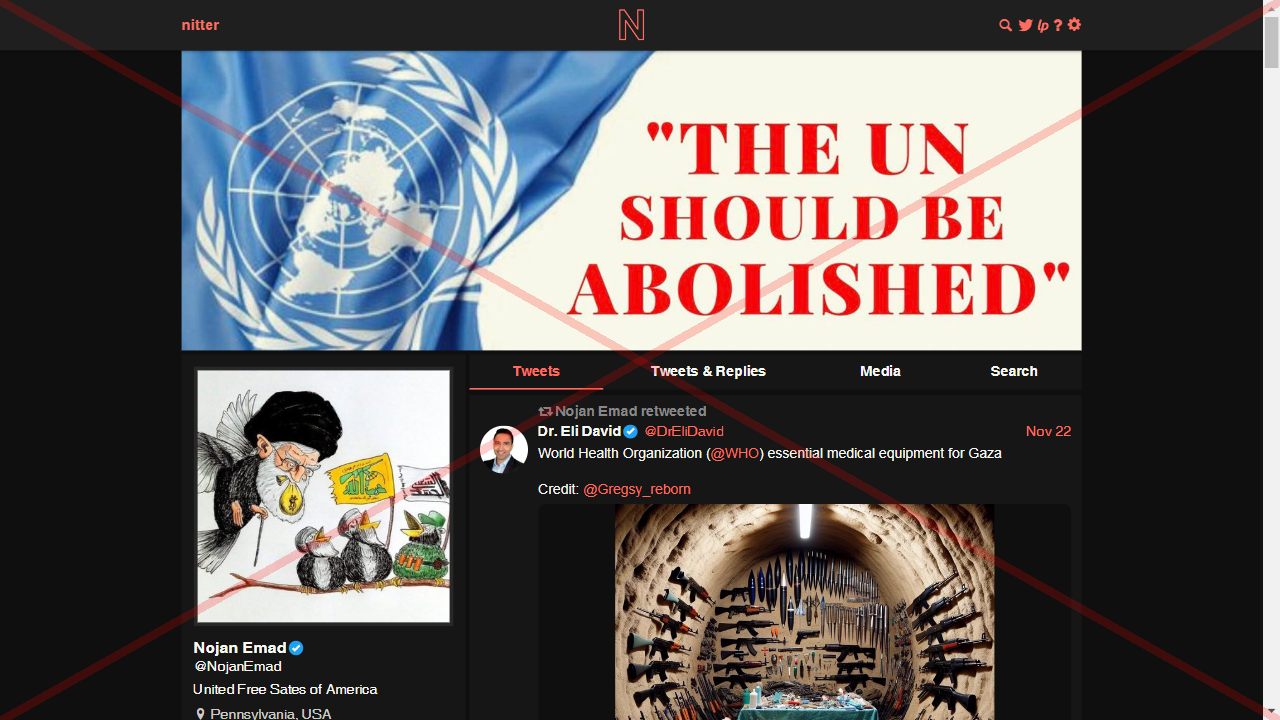 nitter
N
lp ?
"THE UN
SHOULD BE
ABOLISHED"
Tweets
Tweets & Replies
Media
Search
Nojan Emad retweeted
Dr. Eli David @DrEliDavid
Nov 22
World Health Organization (@WHO) essential medical equipment for Gaza
Credit: @Gregsy_reborn
Nojan Emad
@NojanEmad
United Free Sates of America
Pennsylvania, USA